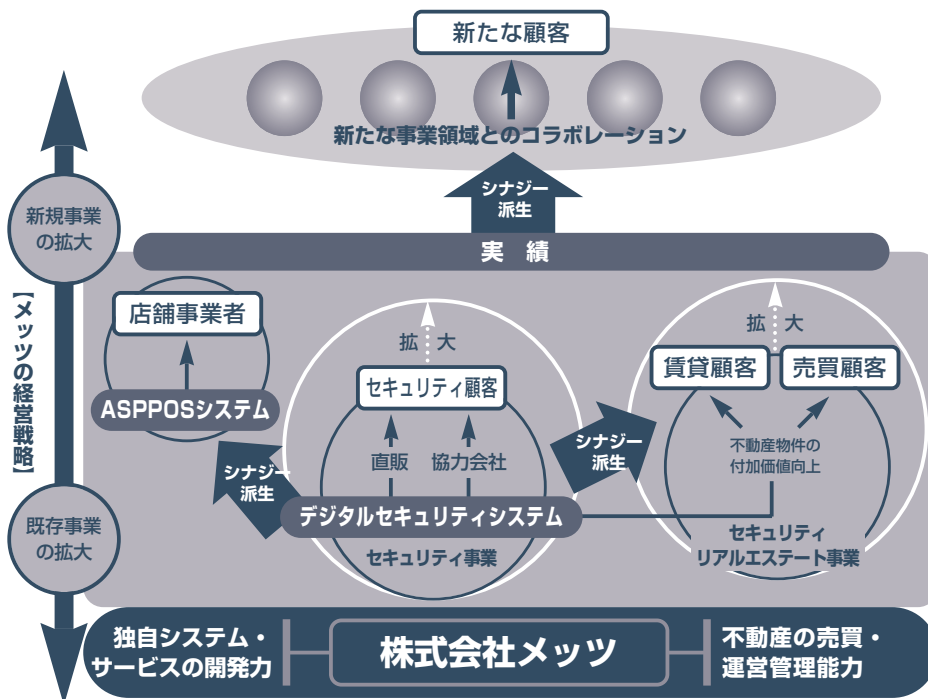 新たな顧客
新たな事業領域とのコラボレーション
シナジー
派生
実 績
新規事業
の拡大
【メッツの経営戦略】
既存事業
の拡大
店舗事業者
ASPPOSシステム
シナジー
派生
拡 大
セキュリティ顧客
直販 協力会社
デジタルセキュリティシステム
セキュリティ事業
シナジー
派生
拡 大
賃貸顧客 売買顧客
不動産物件の
付加価値向上
セキュリティ
リアルエステート事業
独自システム・
サービスの開発力
株式会社メッツ
不動産の売買・
運営管理能力